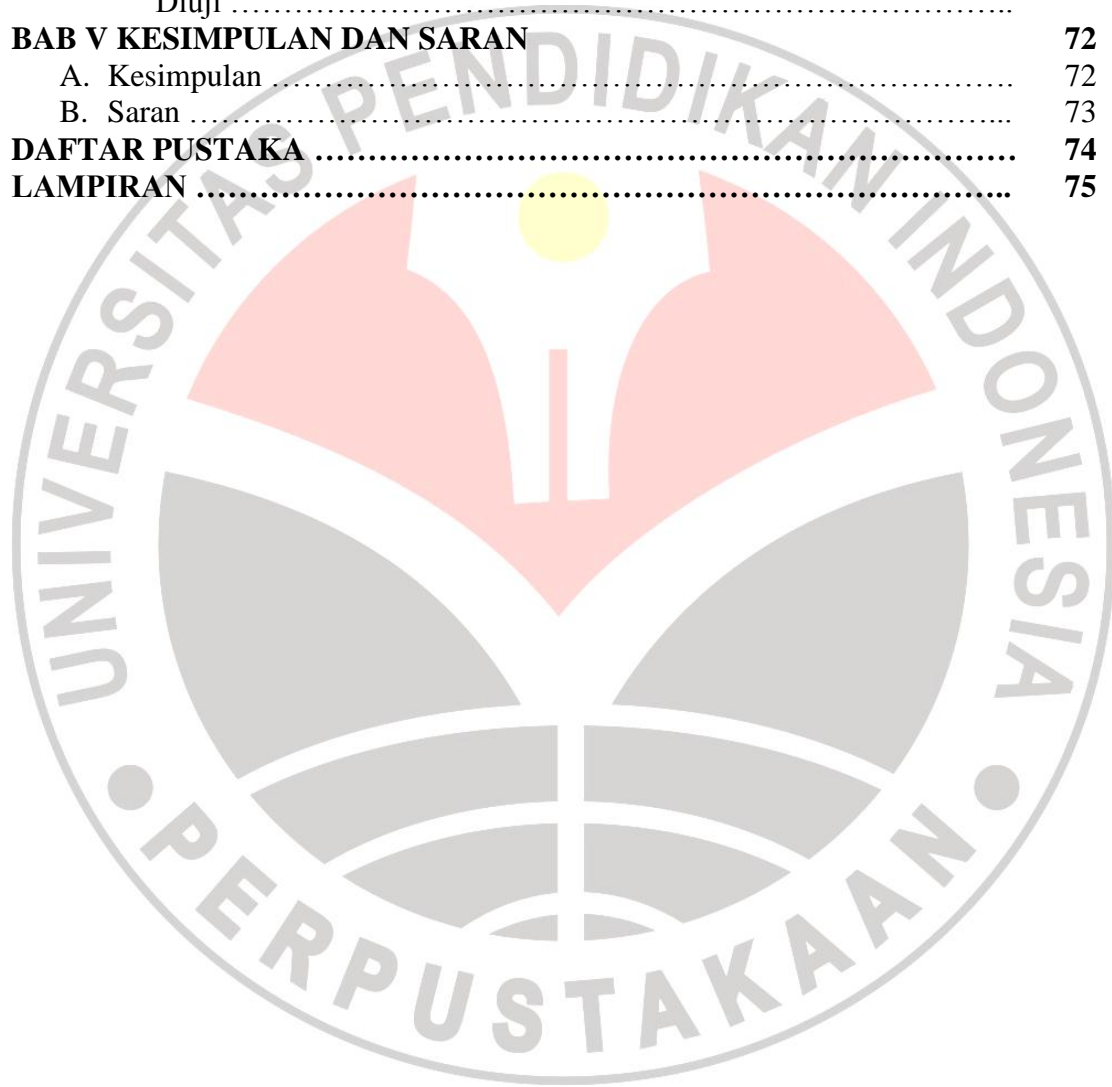 Diuji ……………………………………………………………………..
BAB V KESIMPULAN DAN SARAN 72
A. Kesimpulan ……………………………………………………………. 72
B. Saran …………………………………………………………………... 73
DAFTAR PUSTAKA …………………………………………………………… 74
LAMPIRAN ……………………………………………………………………….. 75
UNIVERSITAS PENDIDIKAN INDONESIA
PERPUSTAKAAN